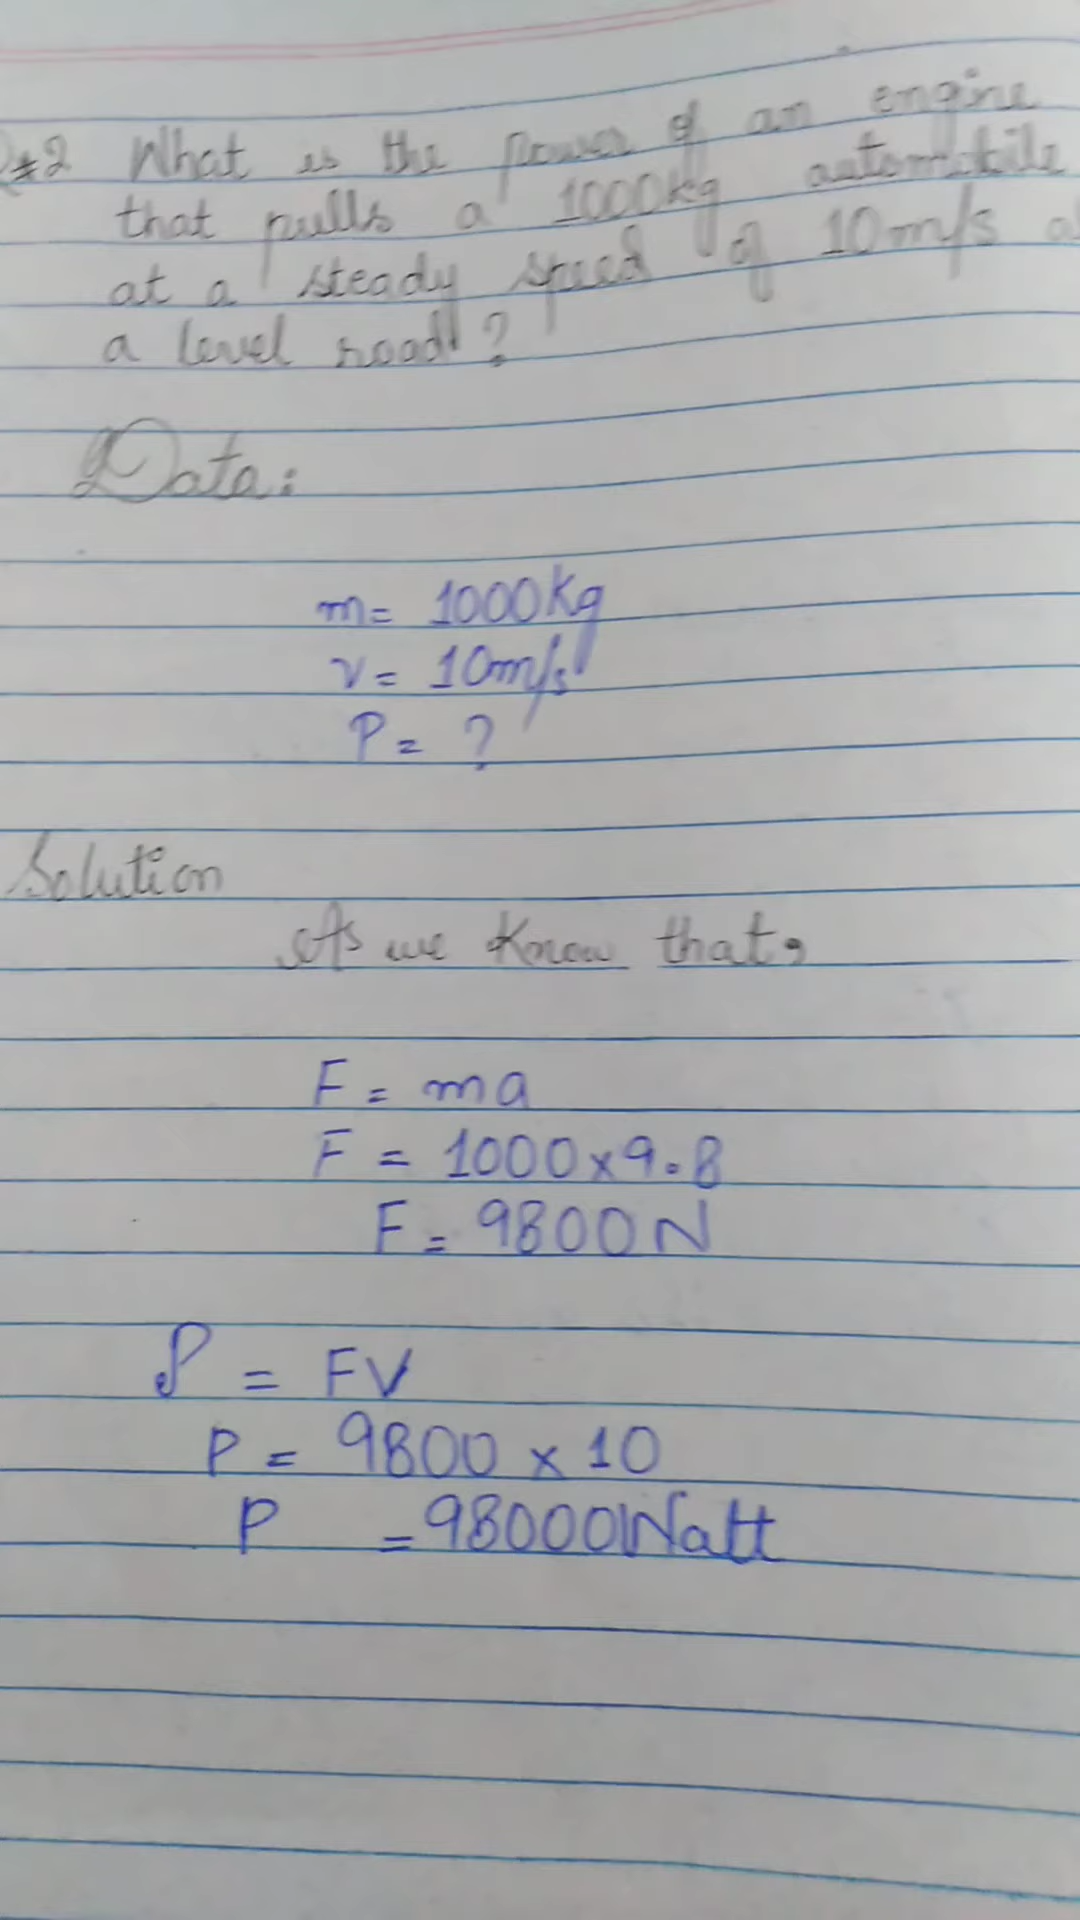 Q#2 What is the power of an engine
that pulls a 1000kg automobile
at a steady speed of 10m/s
a level road?
Data:
m= 1000Kg
v= 10m/s
P= ?
Solution
As we Know that,
F = ma
F = 1000×9.8
F = 9800N
P = FV
P = 9800 × 10
P = 98000Watt